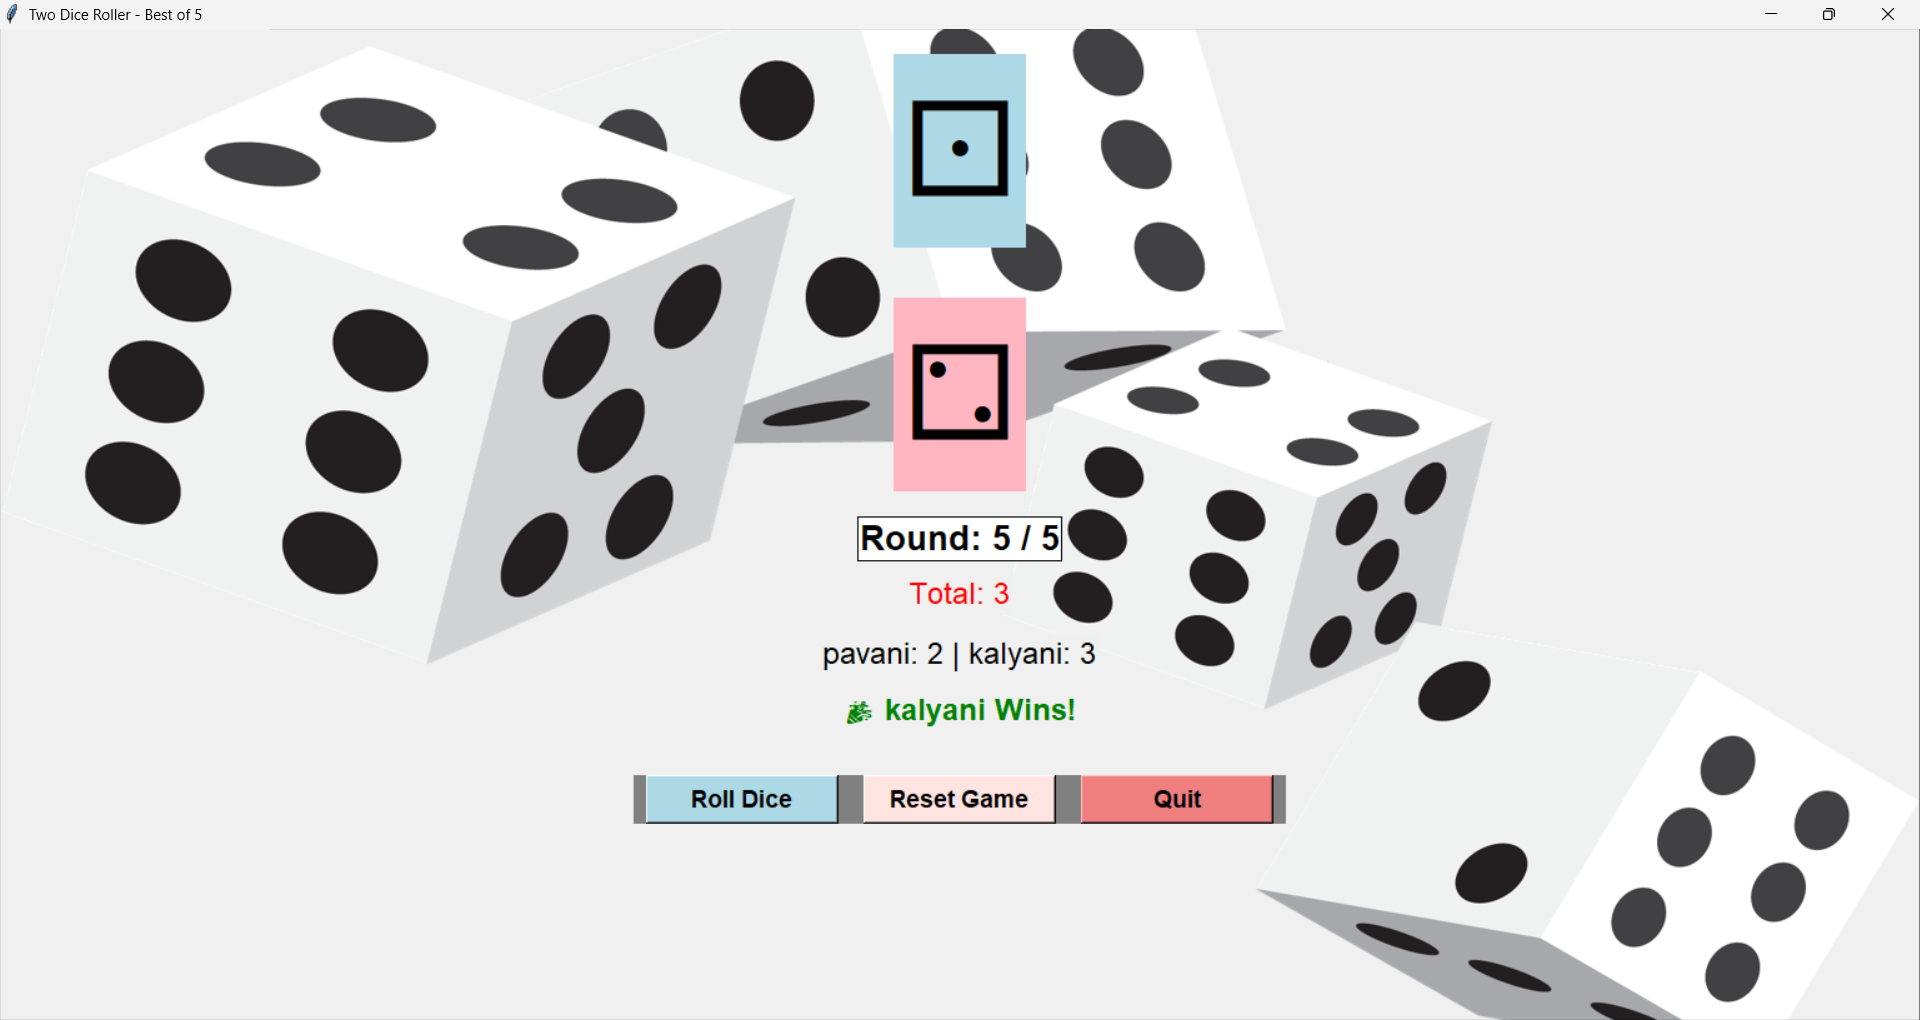 Two Dice Roller - Best of 5
Round: 5 / 5
Total: 3
pavani: 2 | kalyani: 3
🎉 kalyani Wins!
Roll Dice
Reset Game
Quit